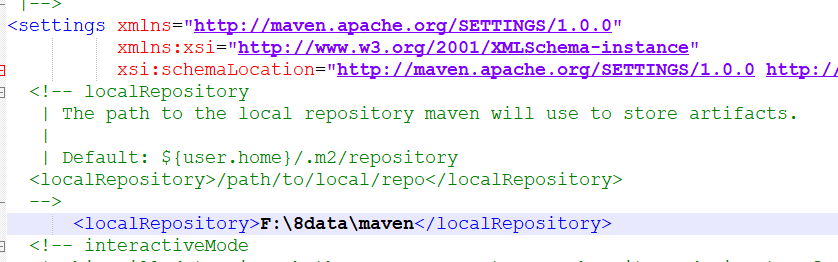 |-->
<settings xmlns="http://maven.apache.org/SETTINGS/1.0.0"
xmlns:xsi="http://www.w3.org/2001/XMLSchema-instance"
xsi:schemaLocation="http://maven.apache.org/SETTINGS/1.0.0 http:/
<!-- localRepository
| The path to the local repository maven will use to store artifacts.
|
| Default: ${user.home}/.m2/repository
<localRepository>/path/to/local/repo</localRepository>
-->
<localRepository>F:\8data\maven</localRepository>
<!-- interactiveMode